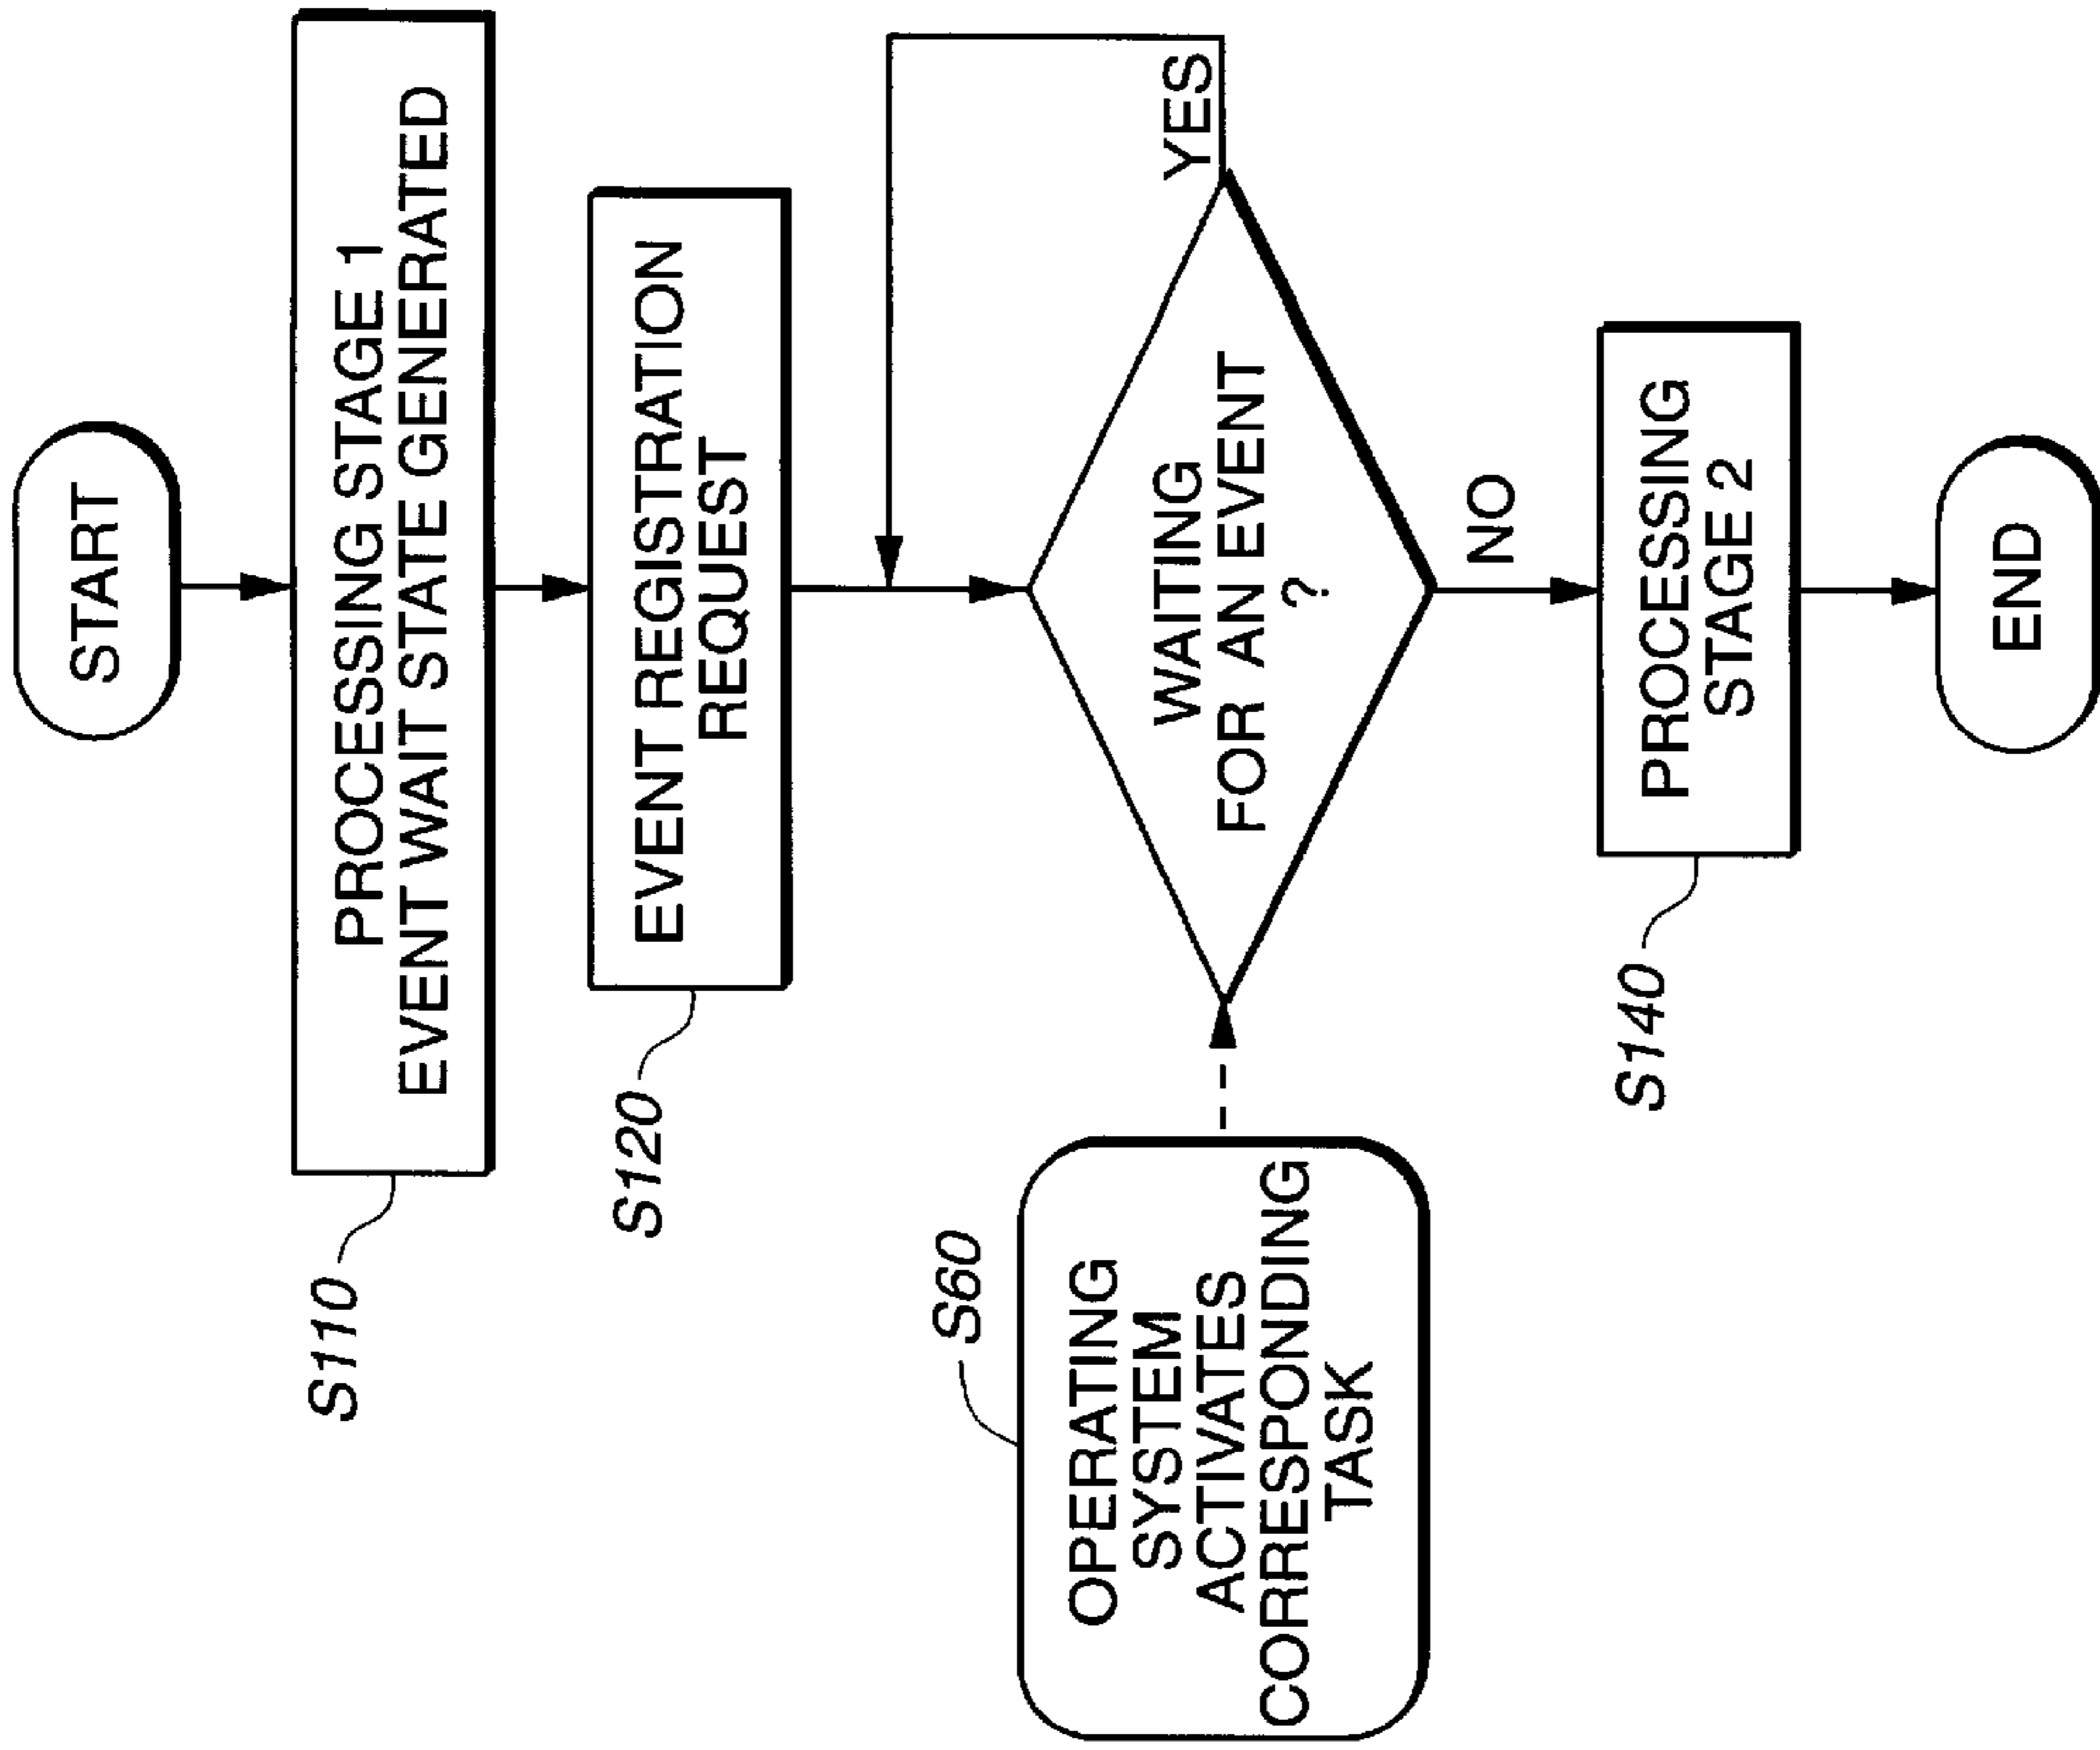 START
PROCESSING STAGE 1
EVENT WAIT STATE GENERATED
S110
EVENT REGISTRATION
REQUEST
S120
WAITING
FOR AN EVENT
?
YES
NO
OPERATING
SYSTEM
ACTIVATES
CORRESPONDING
TASK
S60
PROCESSING
STAGE 2
S140
END